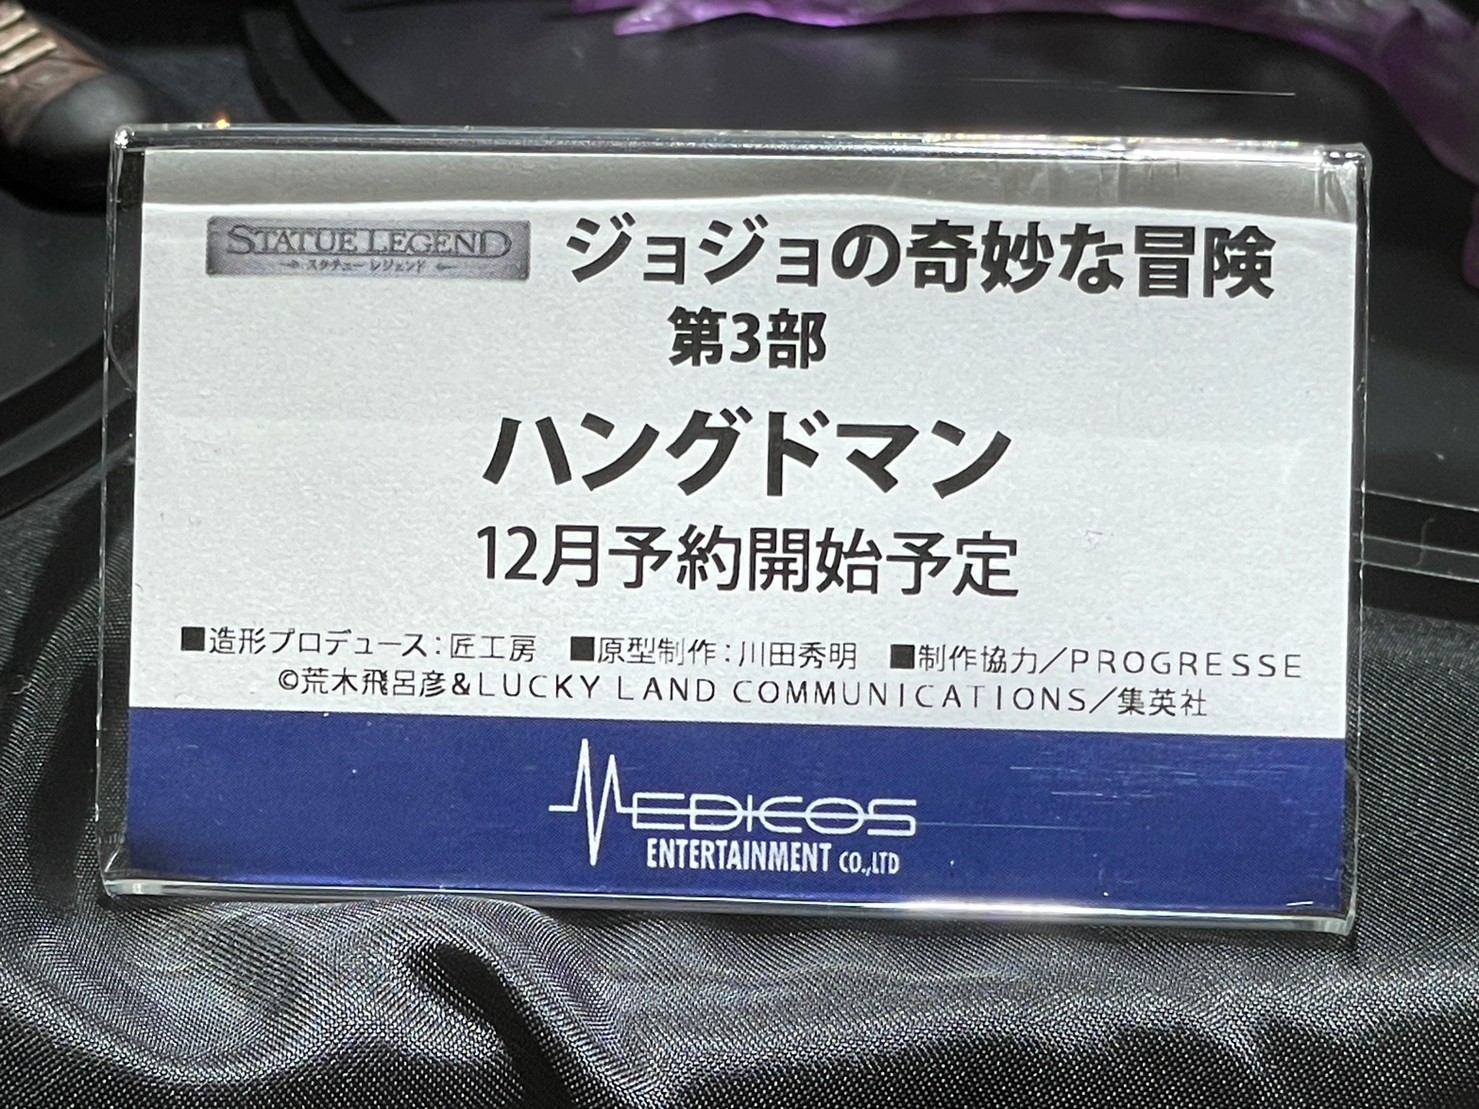 STATUE LEGEND
スタチューレジェンド
ジョジョの奇妙な冒険
第3部
ハングドマン
12月予約開始予定
■造形プロデュース：匠工房　■原型制作：川田秀明　■制作協力／PROGRESSE
©荒木飛呂彦&LUCKY LAND COMMUNICATIONS／集英社
MEDICOS
ENTERTAINMENT CO.,LTD